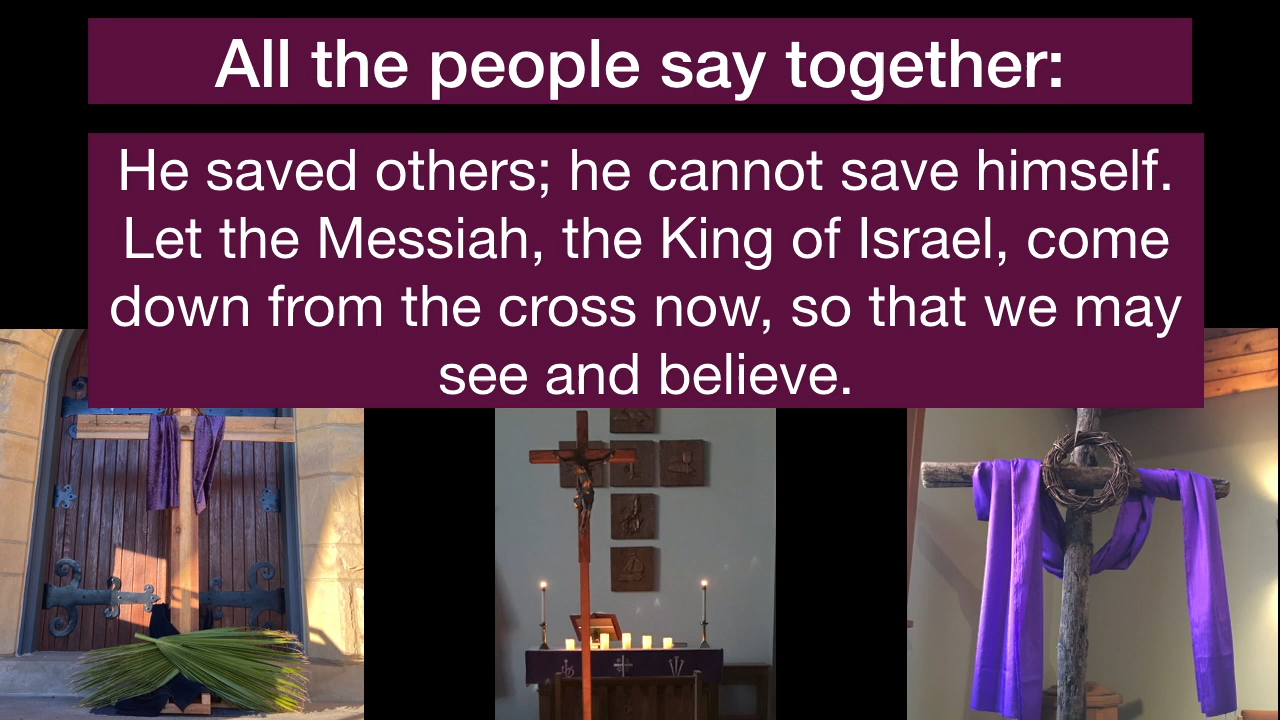 All the people say together:
He saved others; he cannot save himself.
Let the Messiah, the King of Israel, come
down from the cross now, so that we may
see and believe.